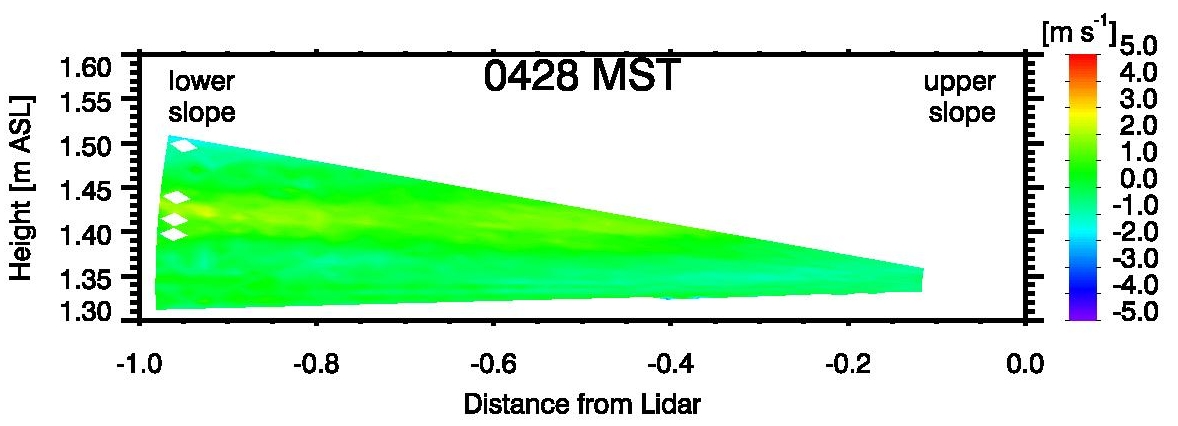 [m s-1]
0428 MST
lower
slope
upper
slope
Height [m ASL]
1.60
1.55
1.50
1.45
1.40
1.35
1.30
5.0
4.0
3.0
2.0
1.0
0.0
-1.0
-2.0
-3.0
-4.0
-5.0
-1.0 -0.8 -0.6 -0.4 -0.2 0.0
Distance from Lidar